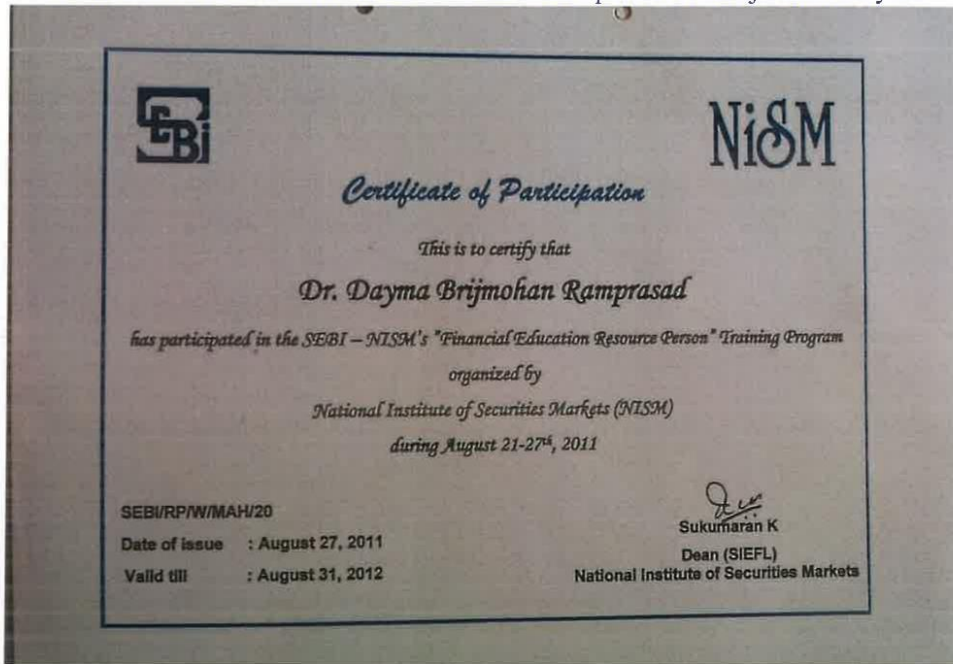 SEBi
NiSM
Certificate of Participation
This is to certify that
Dr. Dayma Brijmohan Ramprasad
has participated in the SEBI – NISM's "Financial Education Resource Person" Training Program
organized by
National Institute of Securities Markets (NISM)
during August 21-27th, 2011
SEBI/RP/W/MAH/20
Date of issue : August 27, 2011
Valid till : August 31, 2012
Sukumaran K
Dean (SIEFL)
National Institute of Securities Markets